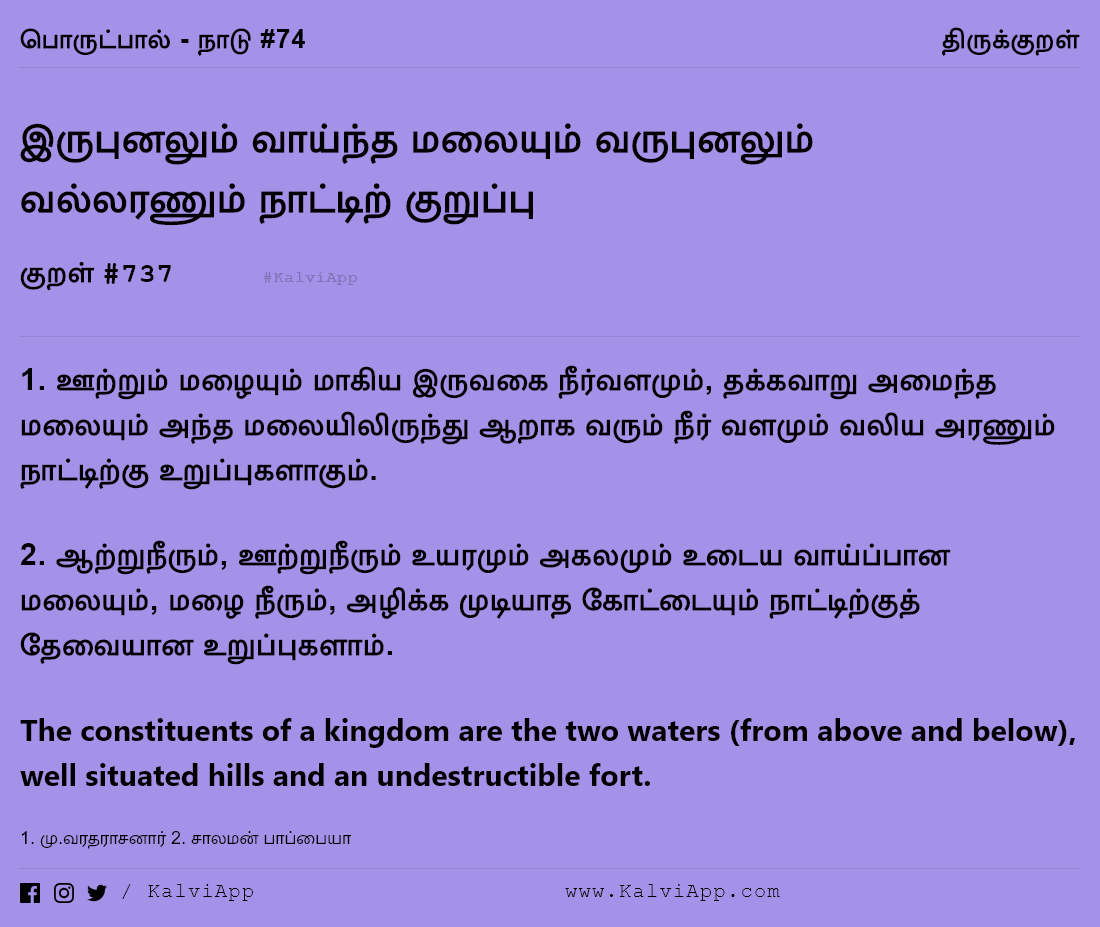 பொருட்பால் - நாடு #74 திருக்குறள்
இருபுனலும் வாய்ந்த மலையும் வருபுனலும்
வல்லரணும் நாட்டிற் குறுப்பு
குறள் #737 #KalviApp
1. ஊற்றும் மழையும் மாகிய இருவகை நீர்வளமும், தக்கவாறு அமைந்த
மலையும் அந்த மலையிலிருந்து ஆறாக வரும் நீர் வளமும் வலிய அரணும்
நாட்டிற்கு உறுப்புகளாகும்.
2. ஆற்றுநீரும், ஊற்றுநீரும் உயரமும் அகலமும் உடைய வாய்ப்பான
மலையும், மழை நீரும், அழிக்க முடியாத கோட்டையும் நாட்டிற்குத்
தேவையான உறுப்புகளாம்.
The constituents of a kingdom are the two waters (from above and below),
well situated hills and an undestructible fort.
1. மு.வரதராசனார் 2. சாலமன் பாப்பையா
/ KalviApp www.KalviApp.com